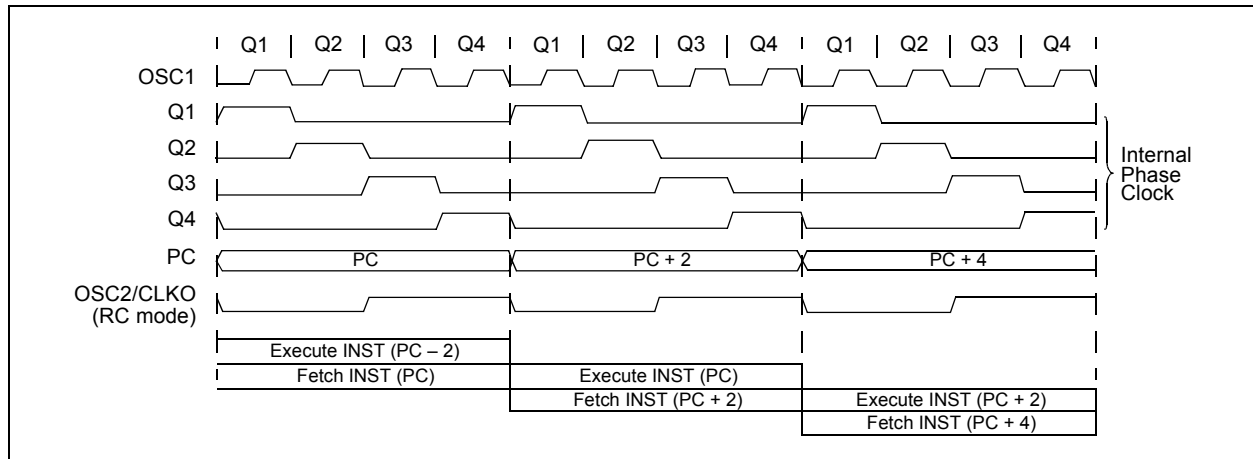 Q1 Q2 Q3 Q4 Q1 Q2 Q3 Q4 Q1 Q2 Q3 Q4
OSC1
Q1
Q2
Q3
Q4
Internal
Phase
Clock
PC PC PC + 2 PC + 4
OSC2/CLKO
(RC mode)
Execute INST (PC – 2)
Fetch INST (PC) Execute INST (PC)
Fetch INST (PC + 2) Execute INST (PC + 2)
Fetch INST (PC + 4)